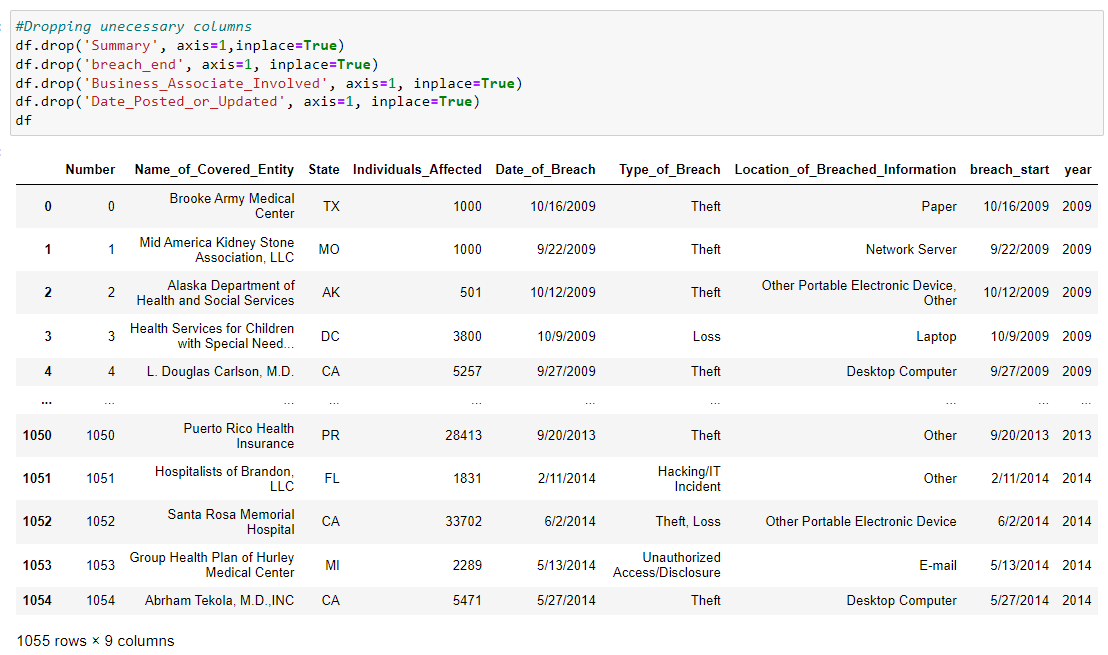 #Dropping unecessary columns
df.drop('Summary', axis=1,inplace=True)
df.drop('breach_end', axis=1, inplace=True)
df.drop('Business_Associate_Involved', axis=1, inplace=True)
df.drop('Date_Posted_or_Updated', axis=1, inplace=True)
df
Number Name_of_Covered_Entity State Individuals_Affected Date_of_Breach Type_of_Breach Location_of_Breached_Information breach_start year
0 0 Brooke Army Medical Center TX 1000 10/16/2009 Theft Paper 10/16/2009 2009
1 1 Mid America Kidney Stone Association, LLC MO 1000 9/22/2009 Theft Network Server 9/22/2009 2009
2 2 Alaska Department of Health and Social Services AK 501 10/12/2009 Theft Other Portable Electronic Device, Other 10/12/2009 2009
3 3 Health Services for Children with Special Need... DC 3800 10/9/2009 Loss Laptop 10/9/2009 2009
4 4 L. Douglas Carlson, M.D. CA 5257 9/27/2009 Theft Desktop Computer 9/27/2009 2009
... ... ... ... ... ... ... ... ... ...
1050 1050 Puerto Rico Health Insurance PR 28413 9/20/2013 Theft Other 9/20/2013 2013
1051 1051 Hospitalists of Brandon, LLC FL 1831 2/11/2014 Hacking/IT Incident Other 2/11/2014 2014
1052 1052 Santa Rosa Memorial Hospital CA 33702 6/2/2014 Theft, Loss Other Portable Electronic Device 6/2/2014 2014
1053 1053 Group Health Plan of Hurley Medical Center MI 2289 5/13/2014 Unauthorized Access/Disclosure E-mail 5/13/2014 2014
1054 1054 Abrham Tekola, M.D.,INC CA 5471 5/27/2014 Theft Desktop Computer 5/27/2014 2014
1055 rows × 9 columns